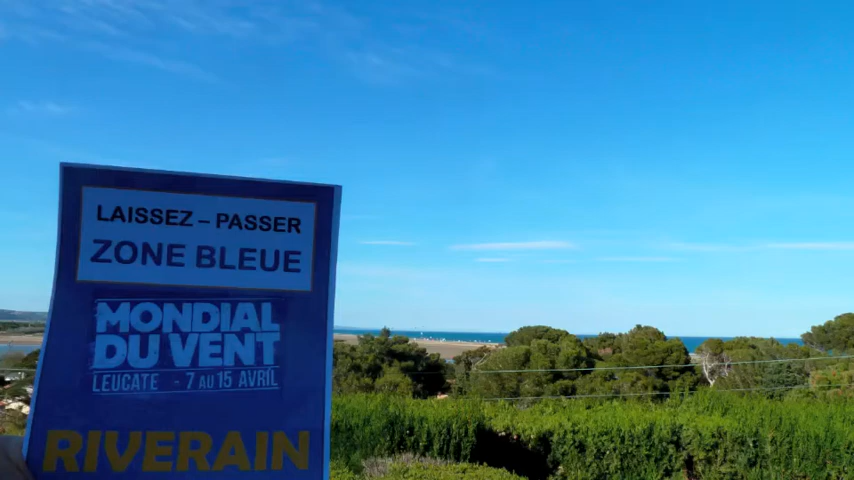 LAISSEZ – PASSER
ZONE BLEUE
MONDIAL
DU VENT
LEUCATE - 7 AU 15 AVRIL
RIVERAIN